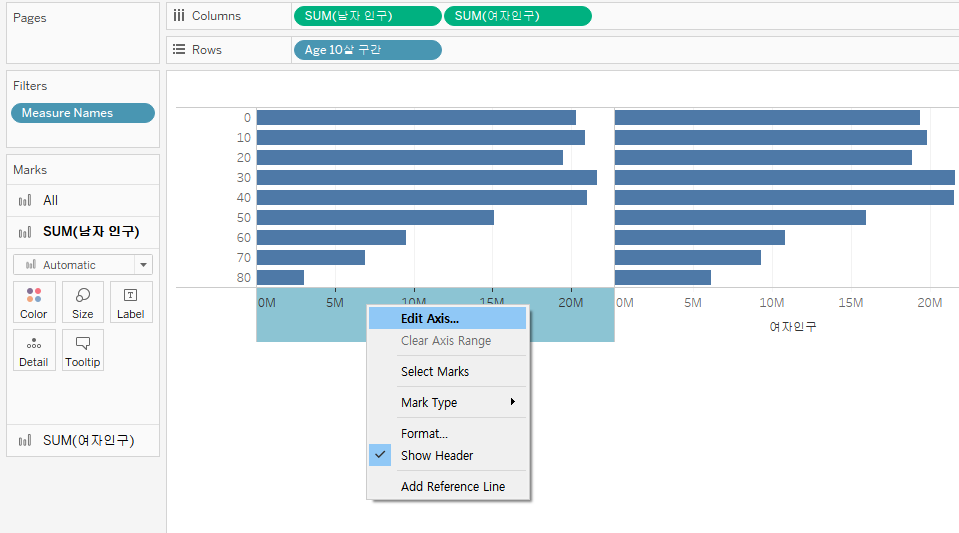 Pages
Columns SUM(남자 인구) SUM(여자인구)
Rows Age 10살 구간
Filters
Measure Names
Marks
All
SUM(남자 인구)
Automatic
Color Size Label
Detail Tooltip
SUM(여자인구)
0
10
20
30
40
50
60
70
80
0M 5M 10M 15M 20M 0M 5M 10M 15M 20M
여자인구
Edit Axis...
Clear Axis Range
Select Marks
Mark Type
Format...
Show Header
Add Reference Line